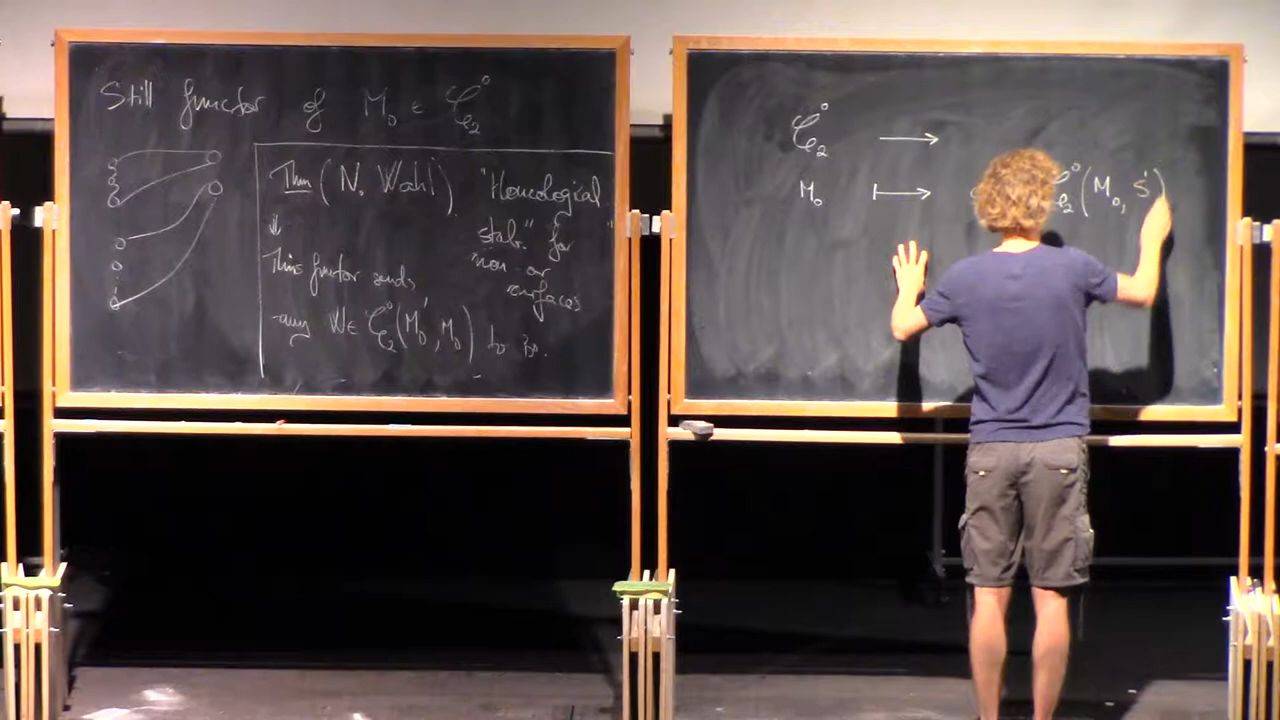 Still functor of M₀ ∈ 𝒞₂°
Thm (N. Wahl) "Homological
stab." for
non-or
surfaces
⇓
This functor sends
any W ∈ 𝒞₂°(M₀', M₀) to
𝒞₂° ⟶
M₀ ⟼ 𝒞₂°(M₀, S¹)